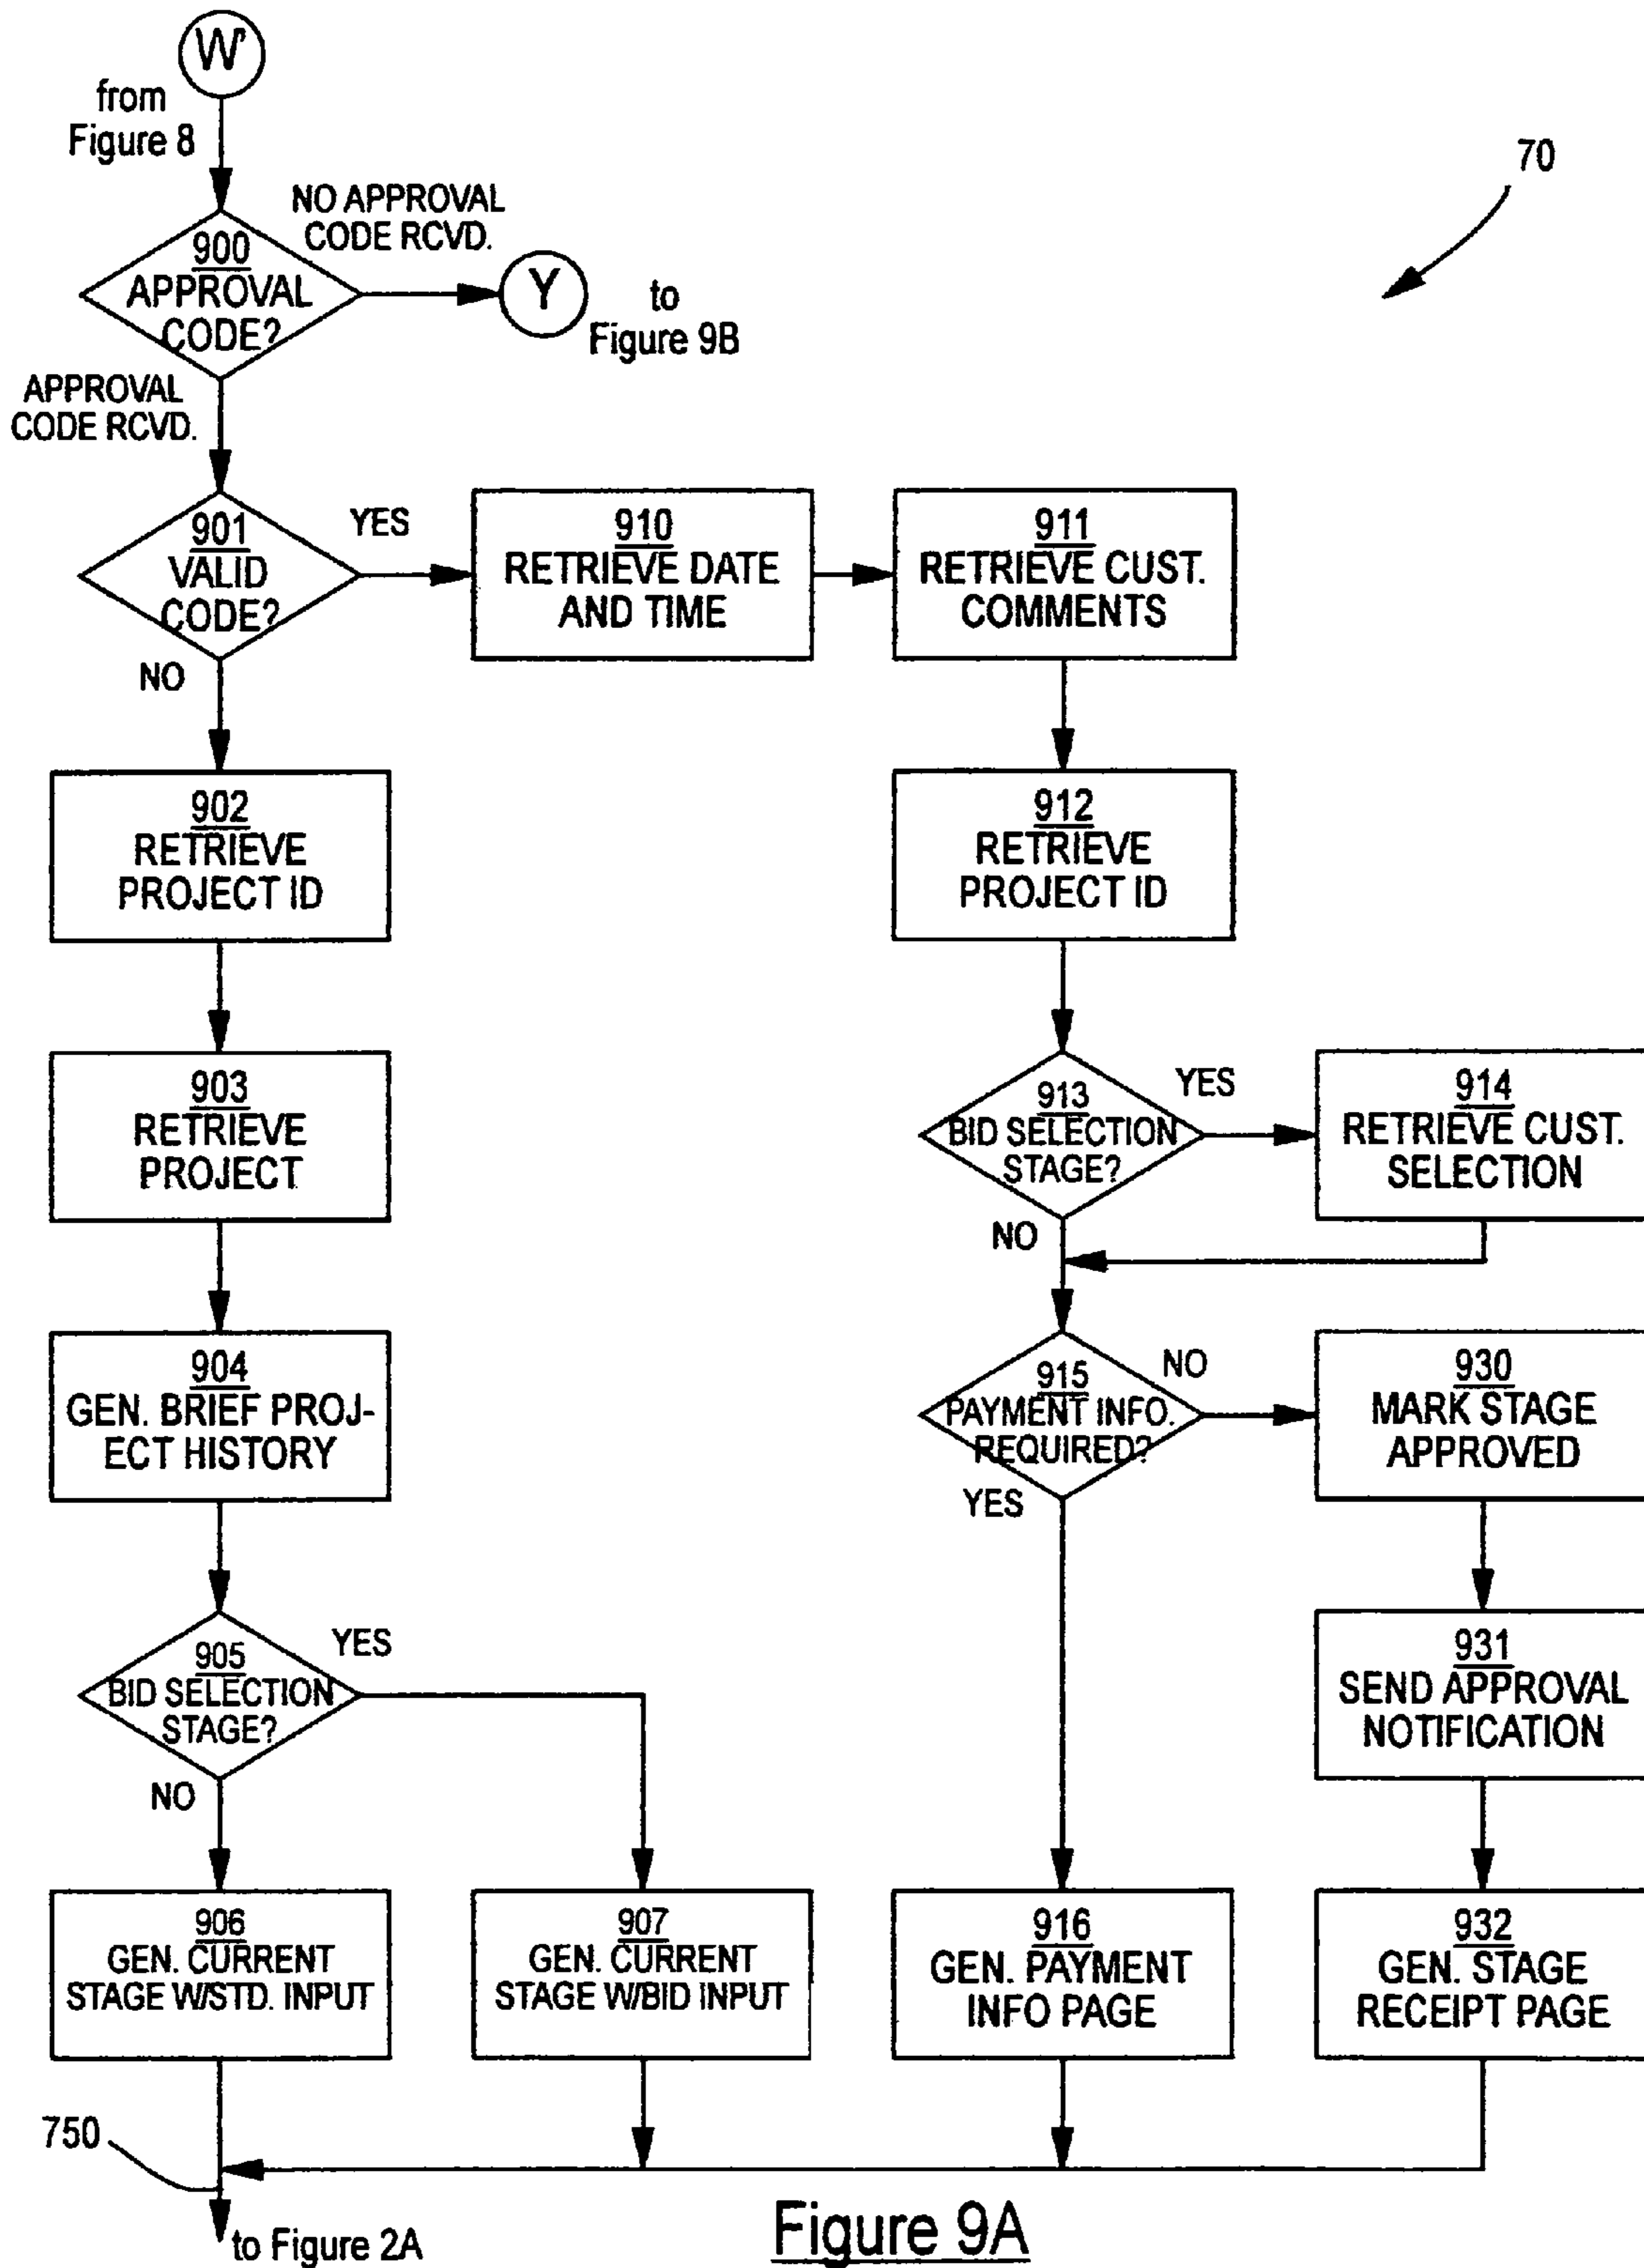 W'
from
Figure 8
70
NO APPROVAL
CODE RCVD.
900
APPROVAL
CODE?
Y
to
Figure 9B
APPROVAL
CODE RCVD.
901
VALID
CODE?
YES
NO
910
RETRIEVE DATE
AND TIME
911
RETRIEVE CUST.
COMMENTS
902
RETRIEVE
PROJECT ID
912
RETRIEVE
PROJECT ID
903
RETRIEVE
PROJECT
913
BID SELECTION
STAGE?
YES
NO
914
RETRIEVE CUST.
SELECTION
904
GEN. BRIEF PROJ-
ECT HISTORY
915
PAYMENT INFO.
REQUIRED?
NO
YES
930
MARK STAGE
APPROVED
905
BID SELECTION
STAGE?
YES
NO
931
SEND APPROVAL
NOTIFICATION
906
GEN. CURRENT
STAGE W/STD. INPUT
907
GEN. CURRENT
STAGE W/BID INPUT
916
GEN. PAYMENT
INFO PAGE
932
GEN. STAGE
RECEIPT PAGE
750
to Figure 2A
Figure 9A